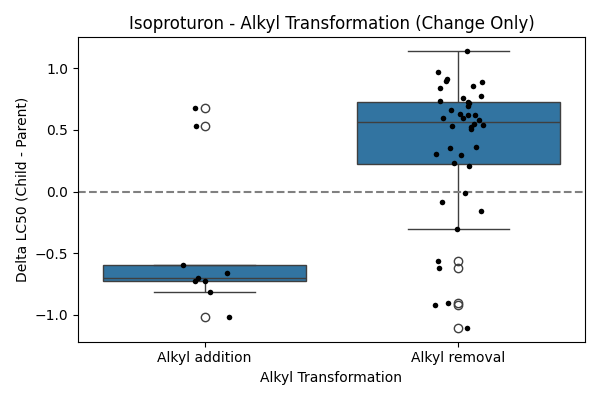 Isoproturon - Alkyl Transformation (Change Only)
Delta LC50 (Child - Parent)
1.0
0.5
0.0
−0.5
−1.0
Alkyl addition
Alkyl removal
Alkyl Transformation